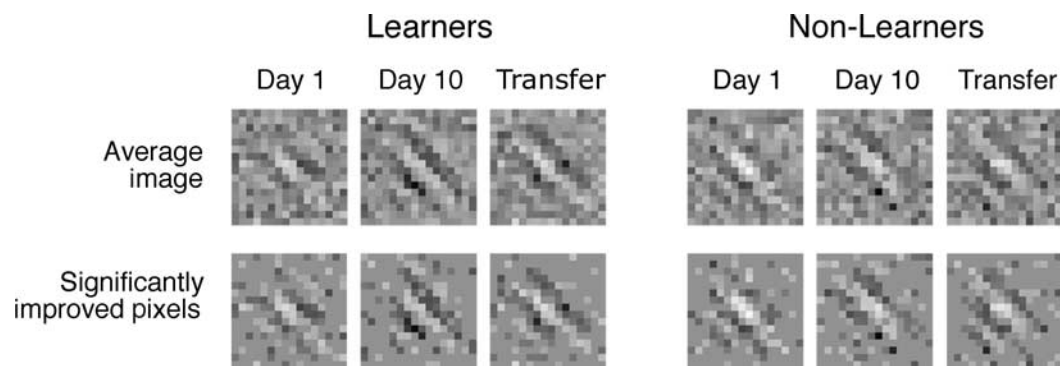 Learners
Non-Learners
Day 1
Day 10
Transfer
Day 1
Day 10
Transfer
Average
image
Significantly
improved pixels